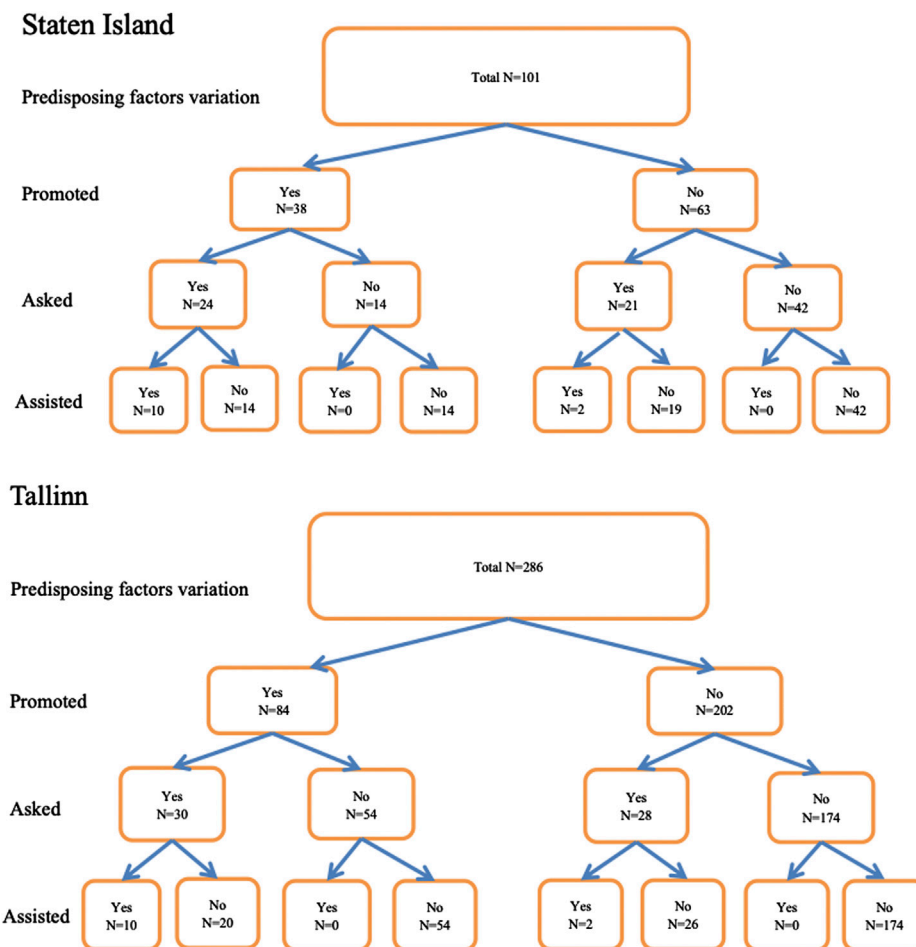 Staten Island
Total N=101
Predisposing factors variation
Promoted
Yes
N=38
No
N=63
Asked
Yes
N=24
No
N=14
Yes
N=21
No
N=42
Assisted
Yes
N=10
No
N=14
Yes
N=0
No
N=14
Yes
N=2
No
N=19
Yes
N=0
No
N=42
Tallinn
Total N=286
Predisposing factors variation
Promoted
Yes
N=84
No
N=202
Asked
Yes
N=30
No
N=54
Yes
N=28
No
N=174
Assisted
Yes
N=10
No
N=20
Yes
N=0
No
N=54
Yes
N=2
No
N=26
Yes
N=0
No
N=174